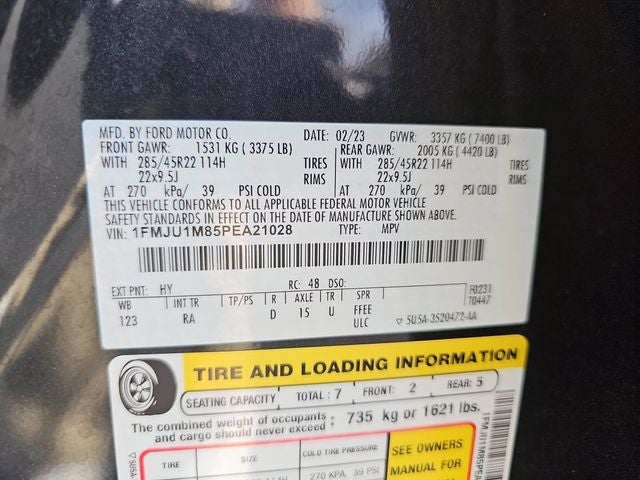 MFD. BY FORD MOTOR CO. DATE: 02/23 GVWR: 3357 KG (7400 LB)
FRONT GAWR: 1531 KG (3375 LB) REAR GAWR: 2005 KG (4420 LB)
WITH 285/45R22 114H TIRES 285/45R22 114H TIRES
22x9.5J RIMS 22x9.5J RIMS
AT 270 kPa/ 39 PSI COLD AT 270 kPa/ 39 PSI COLD
THIS VEHICLE CONFORMS TO ALL APPLICABLE FEDERAL MOTOR VEHICLE
SAFETY STANDARDS IN EFFECT ON THE DATE OF MANUFACTURE SHOWN ABOVE.
VIN: 1FMJU1M85PEA21028 TYPE: MPV
EXT PNT: HY RC: 48 DSO: F0231
WB INT TR TP/PS R AXLE TR SPR T0447
123 RA D 15 U FFEE
ULC ▽ 5U5A-3520472-AA
TIRE AND LOADING INFORMATION
SEATING CAPACITY TOTAL: 7 FRONT: 2 REAR: 5
The combined weight of occupants
and cargo should never exceed: 735 kg or 1621 lbs.
TIRE SIZE COLD TIRE PRESSURE SEE OWNERS
MANUAL FOR
114H 270 KPA, 39 PSI